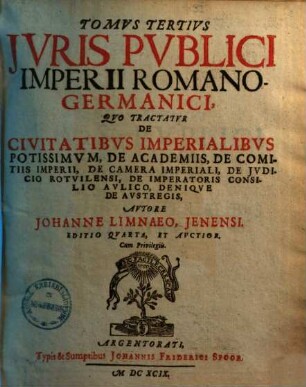 TOMVS TERTIVS
JVRIS PVBLICI
IMPERII ROMANO-
GERMANICI,
QVO TRACTATVR
DE
CIVITATIBVS IMPERIALIBVS
POTISSIMVM, DE ACADEMIIS, DE COMI-
TIIS IMPERII, DE CAMERA IMPERIALI, DE JVDI-
CIO ROTVILENSI, DE IMPERATORIS CONSI-
LIO AVLICO, DENIQVE
DE AVSTREGIS,
AVTORE
JOHANNE LIMNAEO, JENENSI.
EDITIO QVARTA, ET AVCTIOR.
Cum Privilegio.
ARGENTORATI,
Typis & Sumptibus JOHANNIS FRIDERICI SPOOR.
M DC XCIX.